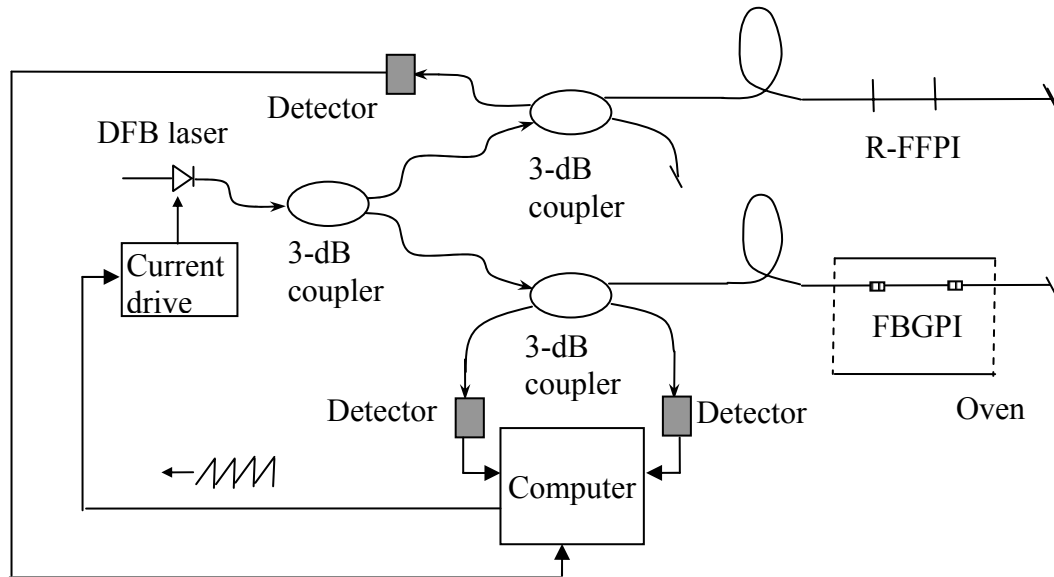 Detector
DFB laser
3-dB
coupler
R-FFPI
Current
drive
3-dB
coupler
FBGPI
3-dB
coupler
Detector
Detector
Oven
Computer